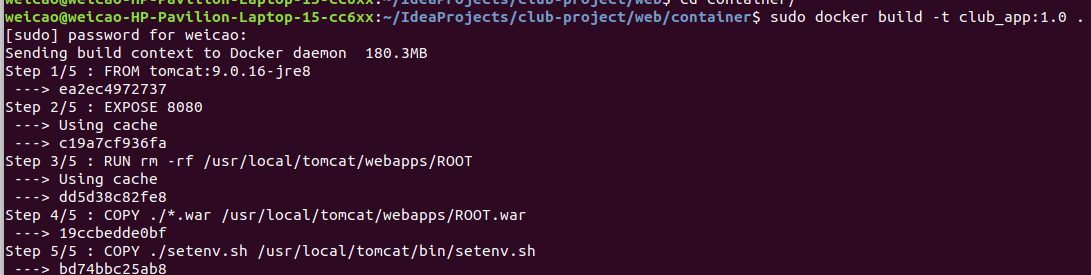 weicao@weicao-HP-Pavilion-Laptop-15-cc6xx:~/IdeaProjects/club-project/web$ cd container/
weicao@weicao-HP-Pavilion-Laptop-15-cc6xx:~/IdeaProjects/club-project/web/container$ sudo docker build -t club_app:1.0 .
[sudo] password for weicao:
Sending build context to Docker daemon  180.3MB
Step 1/5 : FROM tomcat:9.0.16-jre8
 ---> ea2ec4972737
Step 2/5 : EXPOSE 8080
 ---> Using cache
 ---> c19a7cf936fa
Step 3/5 : RUN rm -rf /usr/local/tomcat/webapps/ROOT
 ---> Using cache
 ---> dd5d38c82fe8
Step 4/5 : COPY ./*.war /usr/local/tomcat/webapps/ROOT.war
 ---> 19ccbedde0bf
Step 5/5 : COPY ./setenv.sh /usr/local/tomcat/bin/setenv.sh
 ---> bd74bbc25ab8